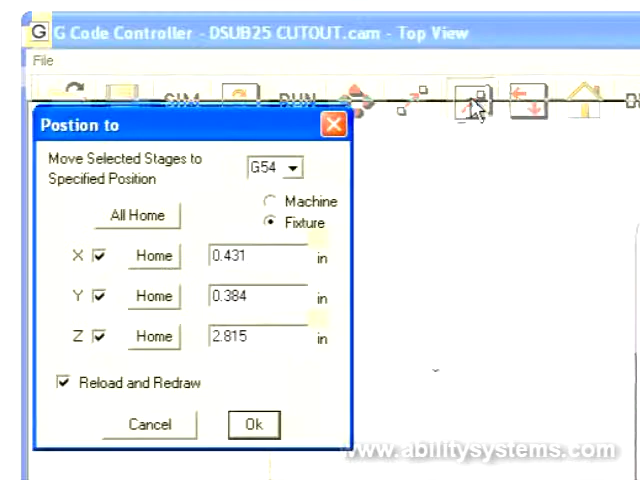 G Code Controller - DSUB25 CUTOUT.cam - Top View
File
SIM RUN
Postion to
Move Selected Stages to
Specified Position
G54
Machine
Fixture
All Home
X Home 0.431 in
Y Home 0.384 in
Z Home 2.815 in
Reload and Redraw
Cancel Ok
www.abilitysystems.com